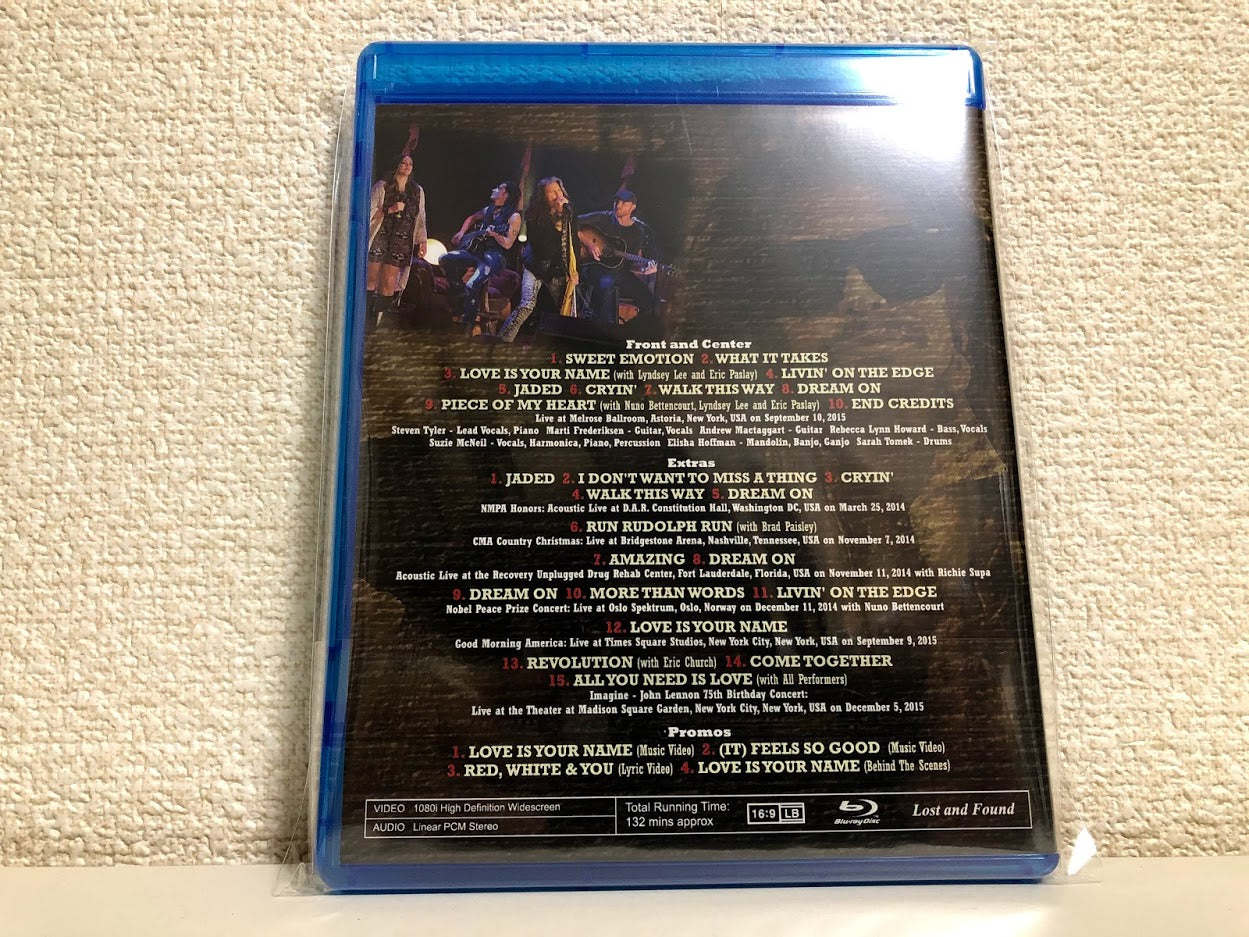 Front and Center
1. SWEET EMOTION 2. WHAT IT TAKES
3. LOVE IS YOUR NAME (with Lyndsey Lee and Eric Paslay) 4. LIVIN' ON THE EDGE
5. JADED 6. CRYIN' 7. WALK THIS WAY 8. DREAM ON
9. PIECE OF MY HEART (with Nuno Bettencourt, Lyndsey Lee and Eric Paslay) 10. END CREDITS
Live at Melrose Ballroom, Astoria, New York, USA on September 10, 2015
Steven Tyler - Lead Vocals, Piano Marti Frederiksen - Guitar, Vocals Andrew Mactaggart - Guitar Rebecca Lynn Howard - Bass, Vocals
Suzie McNeil - Vocals, Harmonica, Piano, Percussion Elisha Hoffman - Mandolin, Banjo, Ganjo Sarah Tomek - Drums
Extras
1. JADED 2. I DON'T WANT TO MISS A THING 3. CRYIN'
4. WALK THIS WAY 5. DREAM ON
NMPA Honors: Acoustic Live at D.A.R. Constitution Hall, Washington DC, USA on March 25, 2014
6. RUN RUDOLPH RUN (with Brad Paisley)
CMA Country Christmas: Live at Bridgestone Arena, Nashville, Tennessee, USA on November 7, 2014
7. AMAZING 8. DREAM ON
Acoustic Live at the Recovery Unplugged Drug Rehab Center, Fort Lauderdale, Florida, USA on November 11, 2014 with Richie Supa
9. DREAM ON 10. MORE THAN WORDS 11. LIVIN' ON THE EDGE
Nobel Peace Prize Concert: Live at Oslo Spektrum, Oslo, Norway on December 11, 2014 with Nuno Bettencourt
12. LOVE IS YOUR NAME
Good Morning America: Live at Times Square Studios, New York City, New York, USA on September 9, 2015
13. REVOLUTION (with Eric Church) 14. COME TOGETHER
15. ALL YOU NEED IS LOVE (with All Performers)
Imagine - John Lennon 75th Birthday Concert:
Live at the Theater at Madison Square Garden, New York City, New York, USA on December 5, 2015
Promos
1. LOVE IS YOUR NAME (Music Video) 2. (IT) FEELS SO GOOD (Music Video)
3. RED, WHITE & YOU (Lyric Video) 4. LOVE IS YOUR NAME (Behind The Scenes)
VIDEO 1080i High Definition Widescreen
AUDIO Linear PCM Stereo
Total Running Time:
132 mins approx
16:9 LB
Blu-ray Disc
Lost and Found